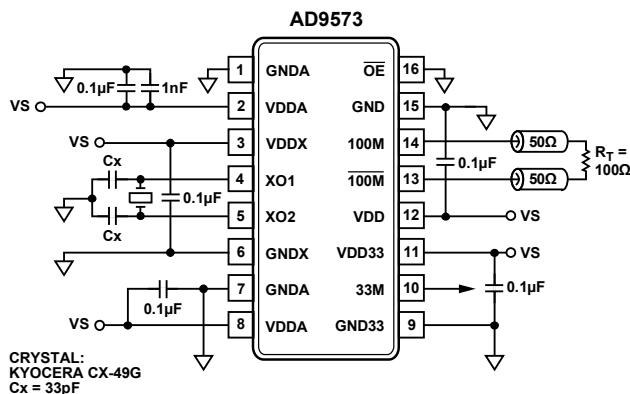 AD9573
1 GNDA
2 VDDA
3 VDDX
4 XO1
5 XO2
6 GNDX
7 GNDA
8 VDDA
OE 16
GND 15
100M 14
100M 13
VDD 12
VDD33 11
33M 10
GND33 9
0.1µF
1nF
VS
VS
Cx
Cx
0.1µF
0.1µF
VS
50Ω
50Ω
RT =
100Ω
0.1µF
VS
VS
0.1µF
CRYSTAL:
KYOCERA CX-49G
Cx = 33pF